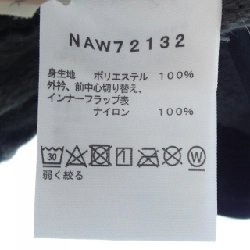 NAW72132
身生地 ポリエステル 100%
外衿、前中心切り替え、
インナーフラップ表
ナイロン 100%
30
W
弱く絞る